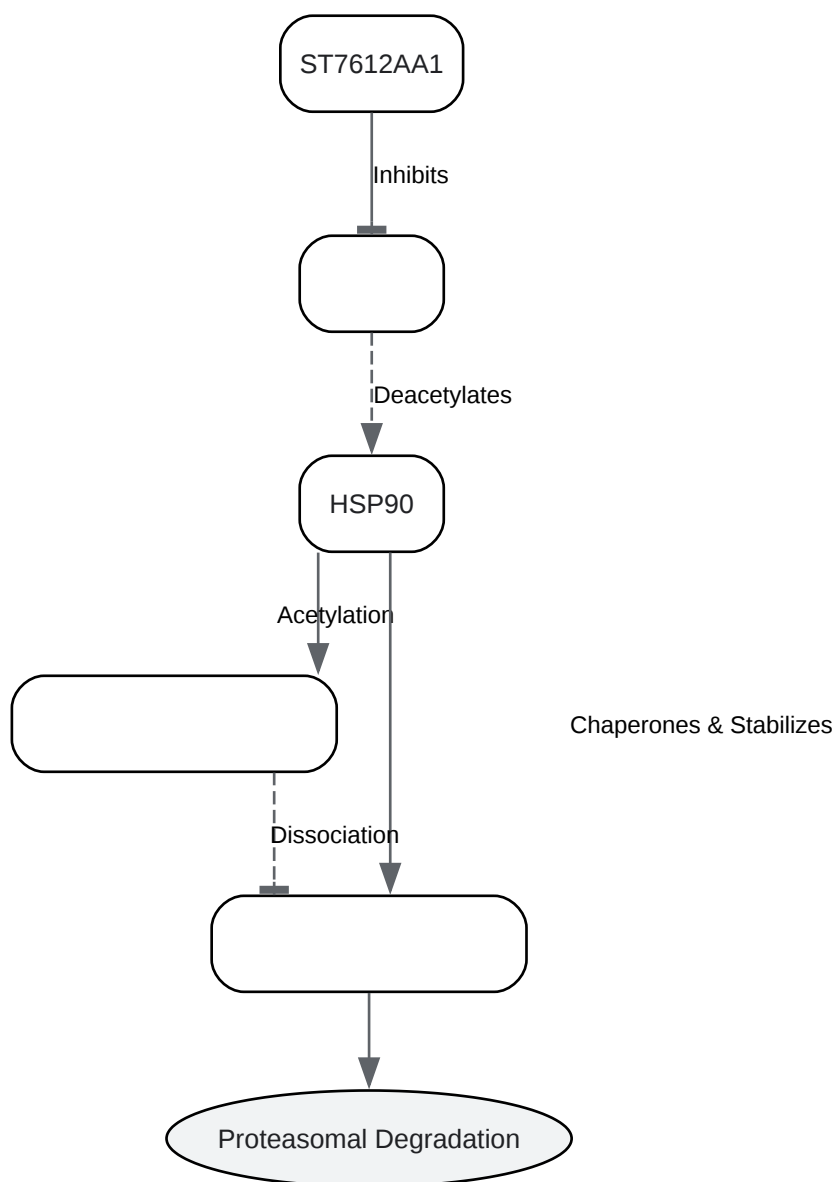 ST7612AA1
Inhibits
Deacetylates
HSP90
Acetylation
Chaperones & Stabilizes
Dissociation
Proteasomal Degradation